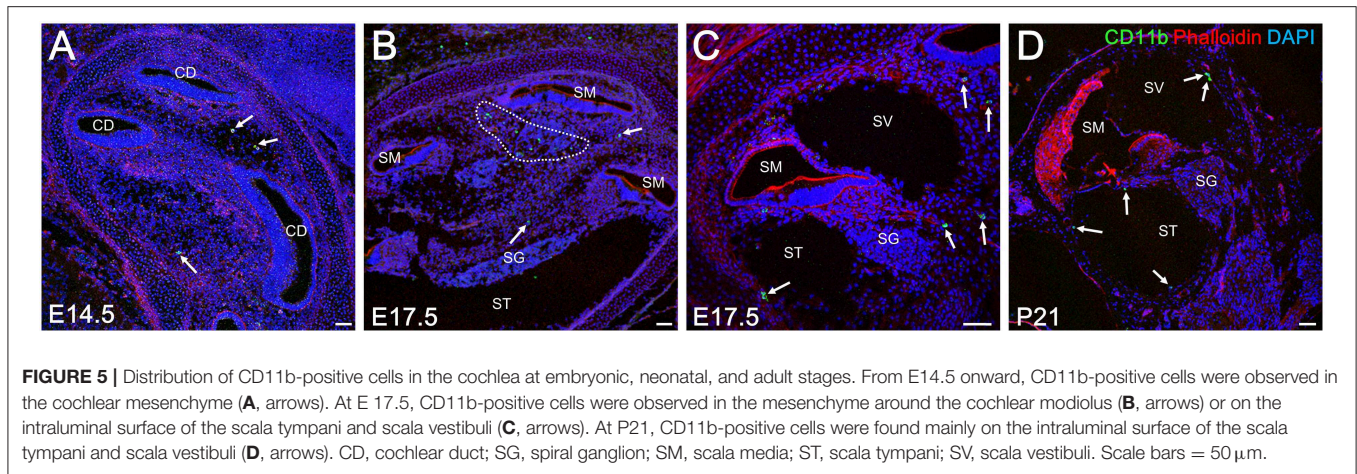 A
CD
CD
CD
E14.5
B
SM
SM
SM
SG
ST
E17.5
C
SV
SM
SG
ST
E17.5
D
CD11b Phalloidin DAPI
SV
SM
SG
ST
P21
FIGURE 5 | Distribution of CD11b-positive cells in the cochlea at embryonic, neonatal, and adult stages. From E14.5 onward, CD11b-positive cells were observed in
the cochlear mesenchyme (A, arrows). At E 17.5, CD11b-positive cells were observed in the mesenchyme around the cochlear modiolus (B, arrows) or on the
intraluminal surface of the scala tympani and scala vestibuli (C, arrows). At P21, CD11b-positive cells were found mainly on the intraluminal surface of the scala
tympani and scala vestibuli (D, arrows). CD, cochlear duct; SG, spiral ganglion; SM, scala media; ST, scala tympani; SV, scala vestibuli. Scale bars = 50 μm.